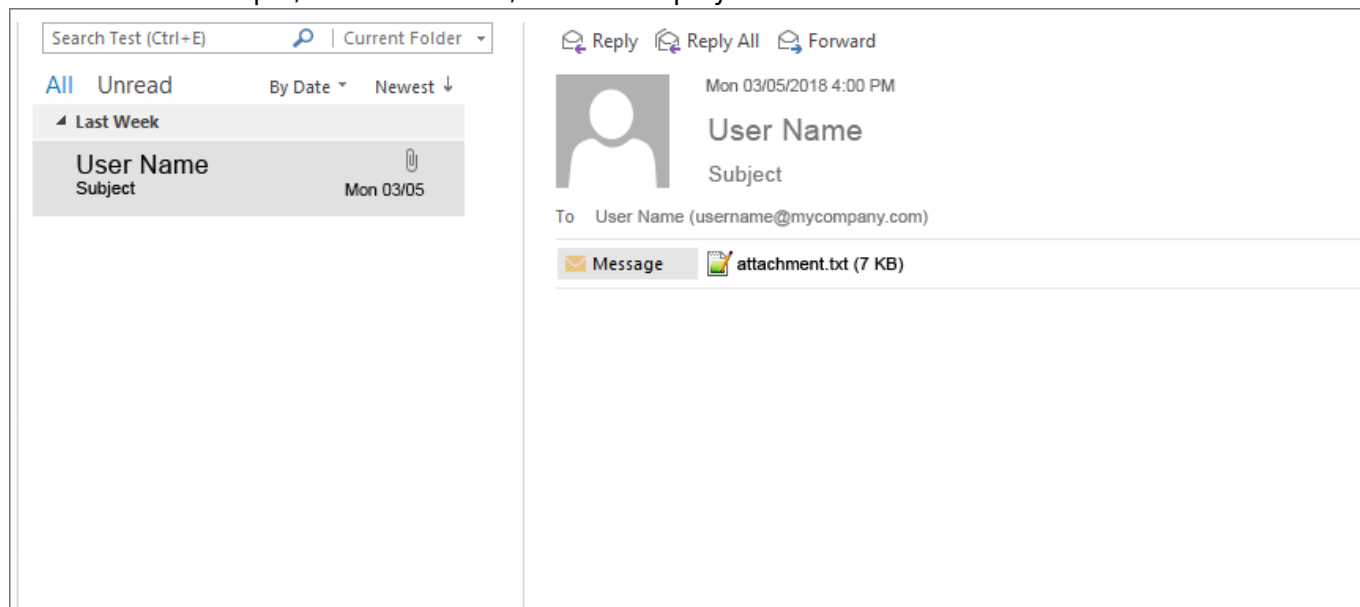 Search Test (Ctrl+E) Current Folder
All Unread By Date Newest ↓
Last Week
User Name
Subject Mon 03/05
Reply Reply All Forward
Mon 03/05/2018 4:00 PM
User Name
Subject
To User Name (username@mycompany.com)
Message attachment.txt (7 KB)